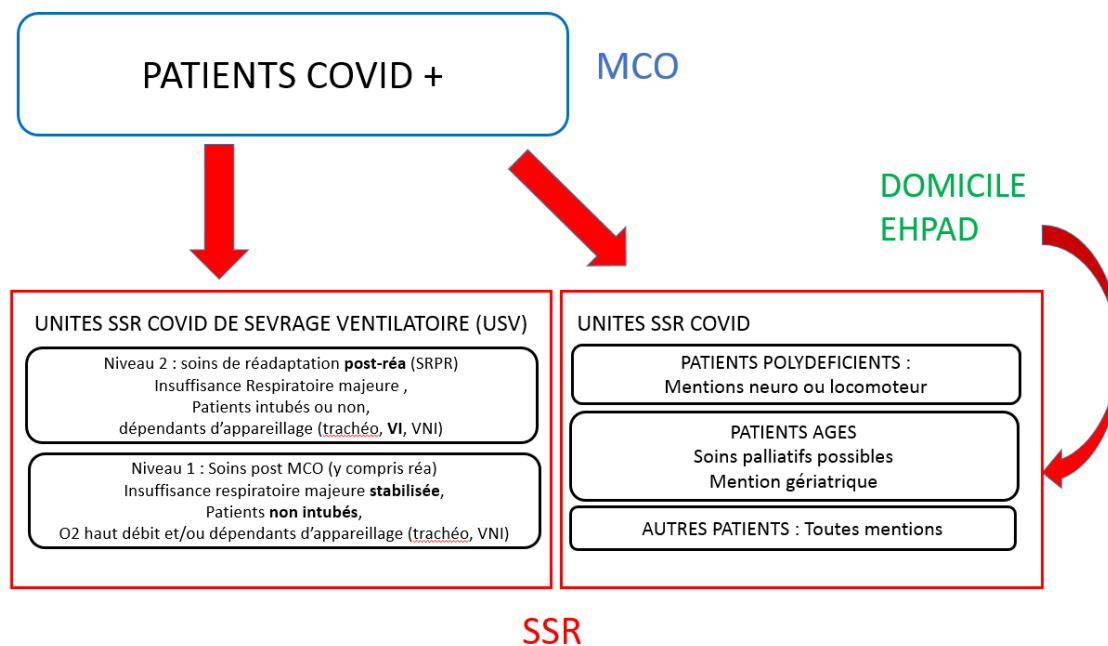 PATIENTS COVID +
MCO
DOMICILE
EHPAD
UNITES SSR COVID DE SEVRAGE VENTILATOIRE (USV)
Niveau 2 : soins de réadaptation post-réa (SRPR)
Insuffisance Respiratoire majeure ,
Patients intubés ou non,
dépendants d’appareillage (trachéo, VI, VNI)
Niveau 1 : Soins post MCO (y compris réa)
Insuffisance respiratoire majeure stabilisée,
Patients non intubés,
O2 haut débit et/ou dépendants d’appareillage (trachéo, VNI)
UNITES SSR COVID
PATIENTS POLYDEFICIENTS :
Mentions neuro ou locomoteur
PATIENTS AGES
Soins palliatifs possibles
Mention gériatrique
AUTRES PATIENTS : Toutes mentions
SSR